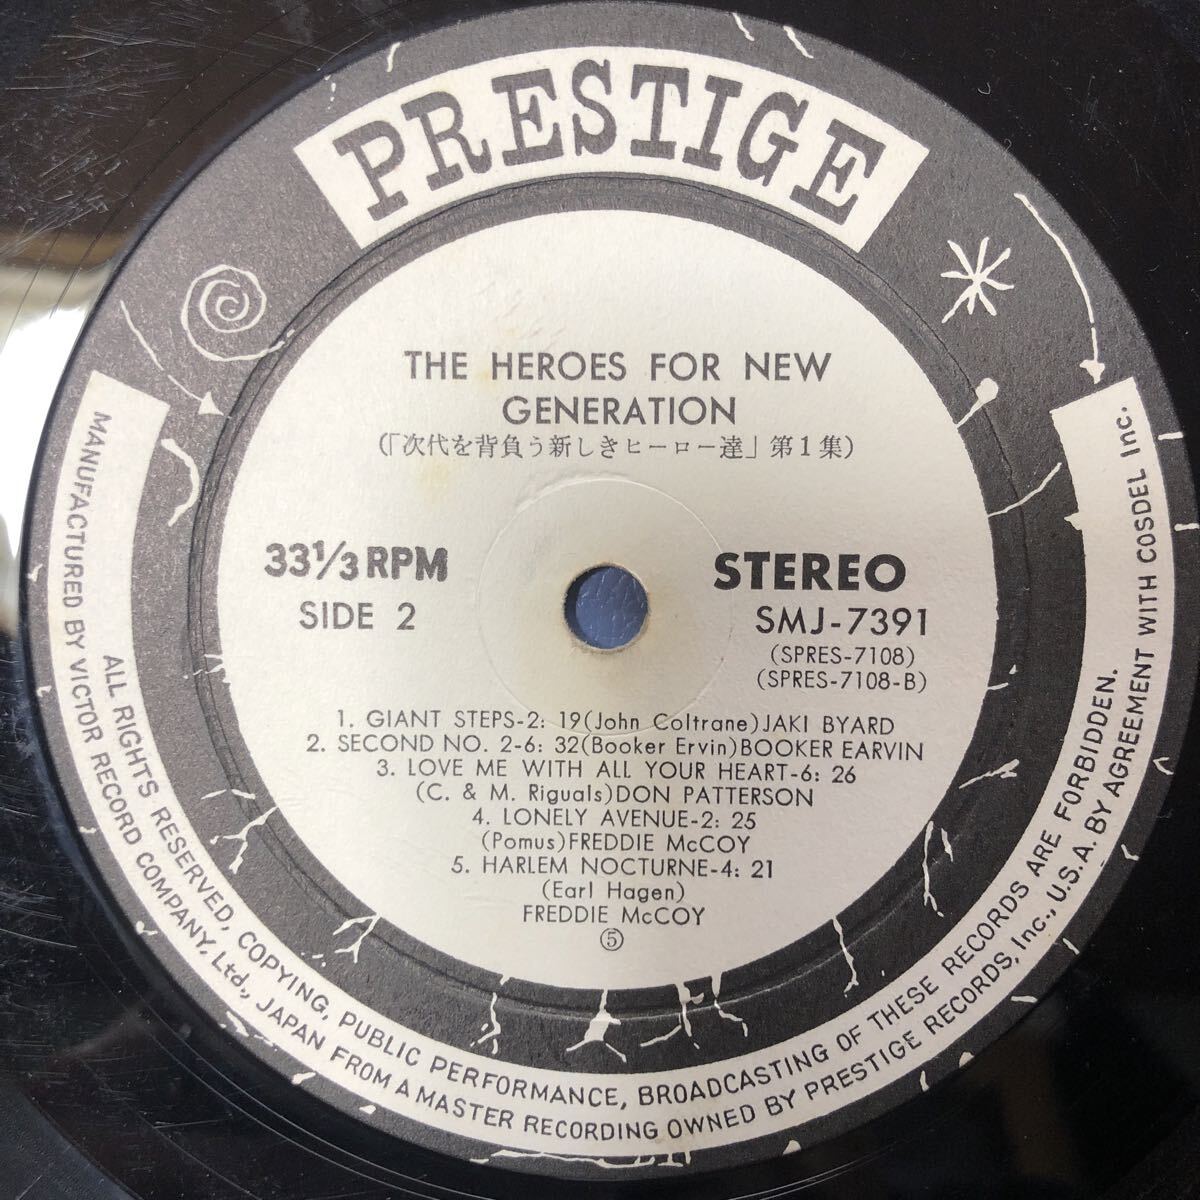 PRESTIGE
THE HEROES FOR NEW
GENERATION
(「次代を背負う新しきヒーロー達」第1集)
33⅓RPM
SIDE 2
STEREO
SMJ-7391
(SPRES-7108)
(SPRES-7108-B)
1. GIANT STEPS-2: 19(John Coltrane)JAKI BYARD
2. SECOND NO. 2-6: 32(Booker Ervin)BOOKER EARVIN
3. LOVE ME WITH ALL YOUR HEART-6: 26
(C. & M. Riguals)DON PATTERSON
4. LONELY AVENUE-2: 25
(Pomus)FREDDIE McCOY
5. HARLEM NOCTURNE-4: 21
(Earl Hagen)
FREDDIE McCOY
⑤
ALL RIGHTS RESERVED, COPYING, PUBLIC PERFORMANCE, BROADCASTING OF THESE RECORDS ARE FORBIDDEN.
MANUFACTURED BY VICTOR RECORD COMPANY, Ltd., JAPAN FROM A MASTER RECORDING OWNED BY PRESTIGE RECORDS, Inc., U.S.A. BY AGREEMENT WITH COSDEL Inc.